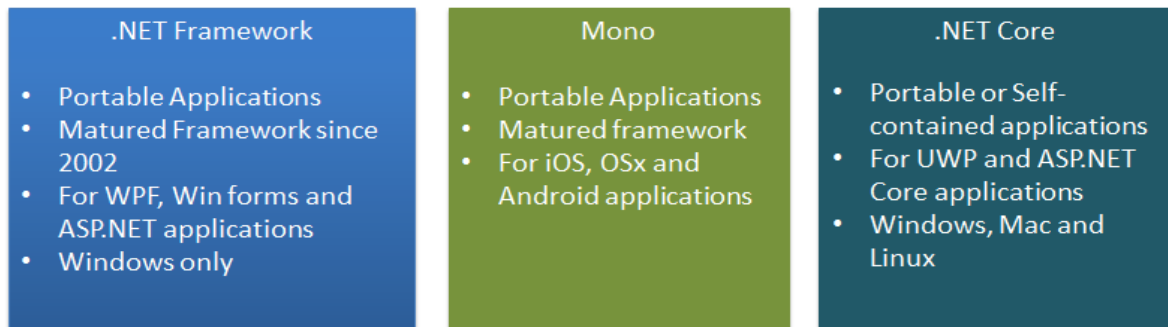 .NET Framework
• Portable Applications
• Matured Framework since
2002
• For WPF, Win forms and
ASP.NET applications
• Windows only
Mono
• Portable Applications
• Matured framework
• For iOS, OSx and
Android applications
.NET Core
• Portable or Self-
contained applications
• For UWP and ASP.NET
Core applications
• Windows, Mac and
Linux